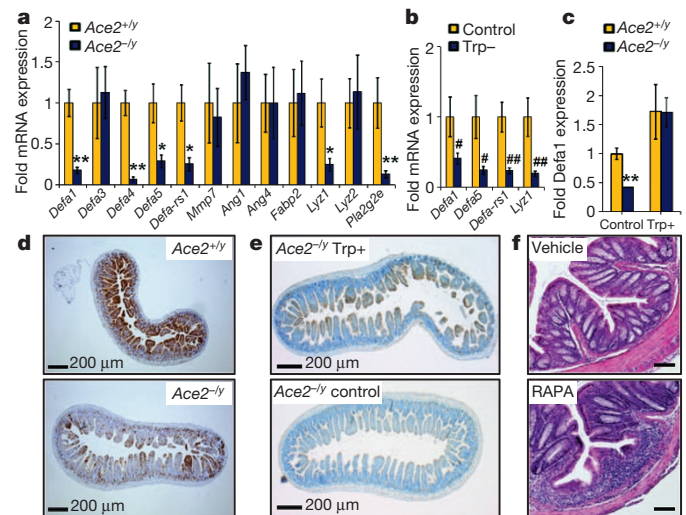 a
Ace2+/y
Ace2−/y
Fold mRNA expression
2
1.5
1
0.5
0
** ** * * * **
Defa1 Defa3 Defa4 Defa5 Defa-rs1 Mmp7 Ang1 Ang4 Fabp2 Lyz1 Lyz2 Pla2g2e
b
Control
Trp−
Fold mRNA expression
2
1
0
# # ## ##
Defa1 Defa5 Defa-rs1 Lyz1
c
Ace2+/y
Ace2−/y
Fold Defa1 expression
2.5
2.0
1.5
1.0
0.5
0
**
Control Trp+
d
Ace2+/y
200 μm
Ace2−/y
200 μm
e
Ace2−/y Trp+
200 μm
Ace2−/y control
200 μm
f
Vehicle
RAPA